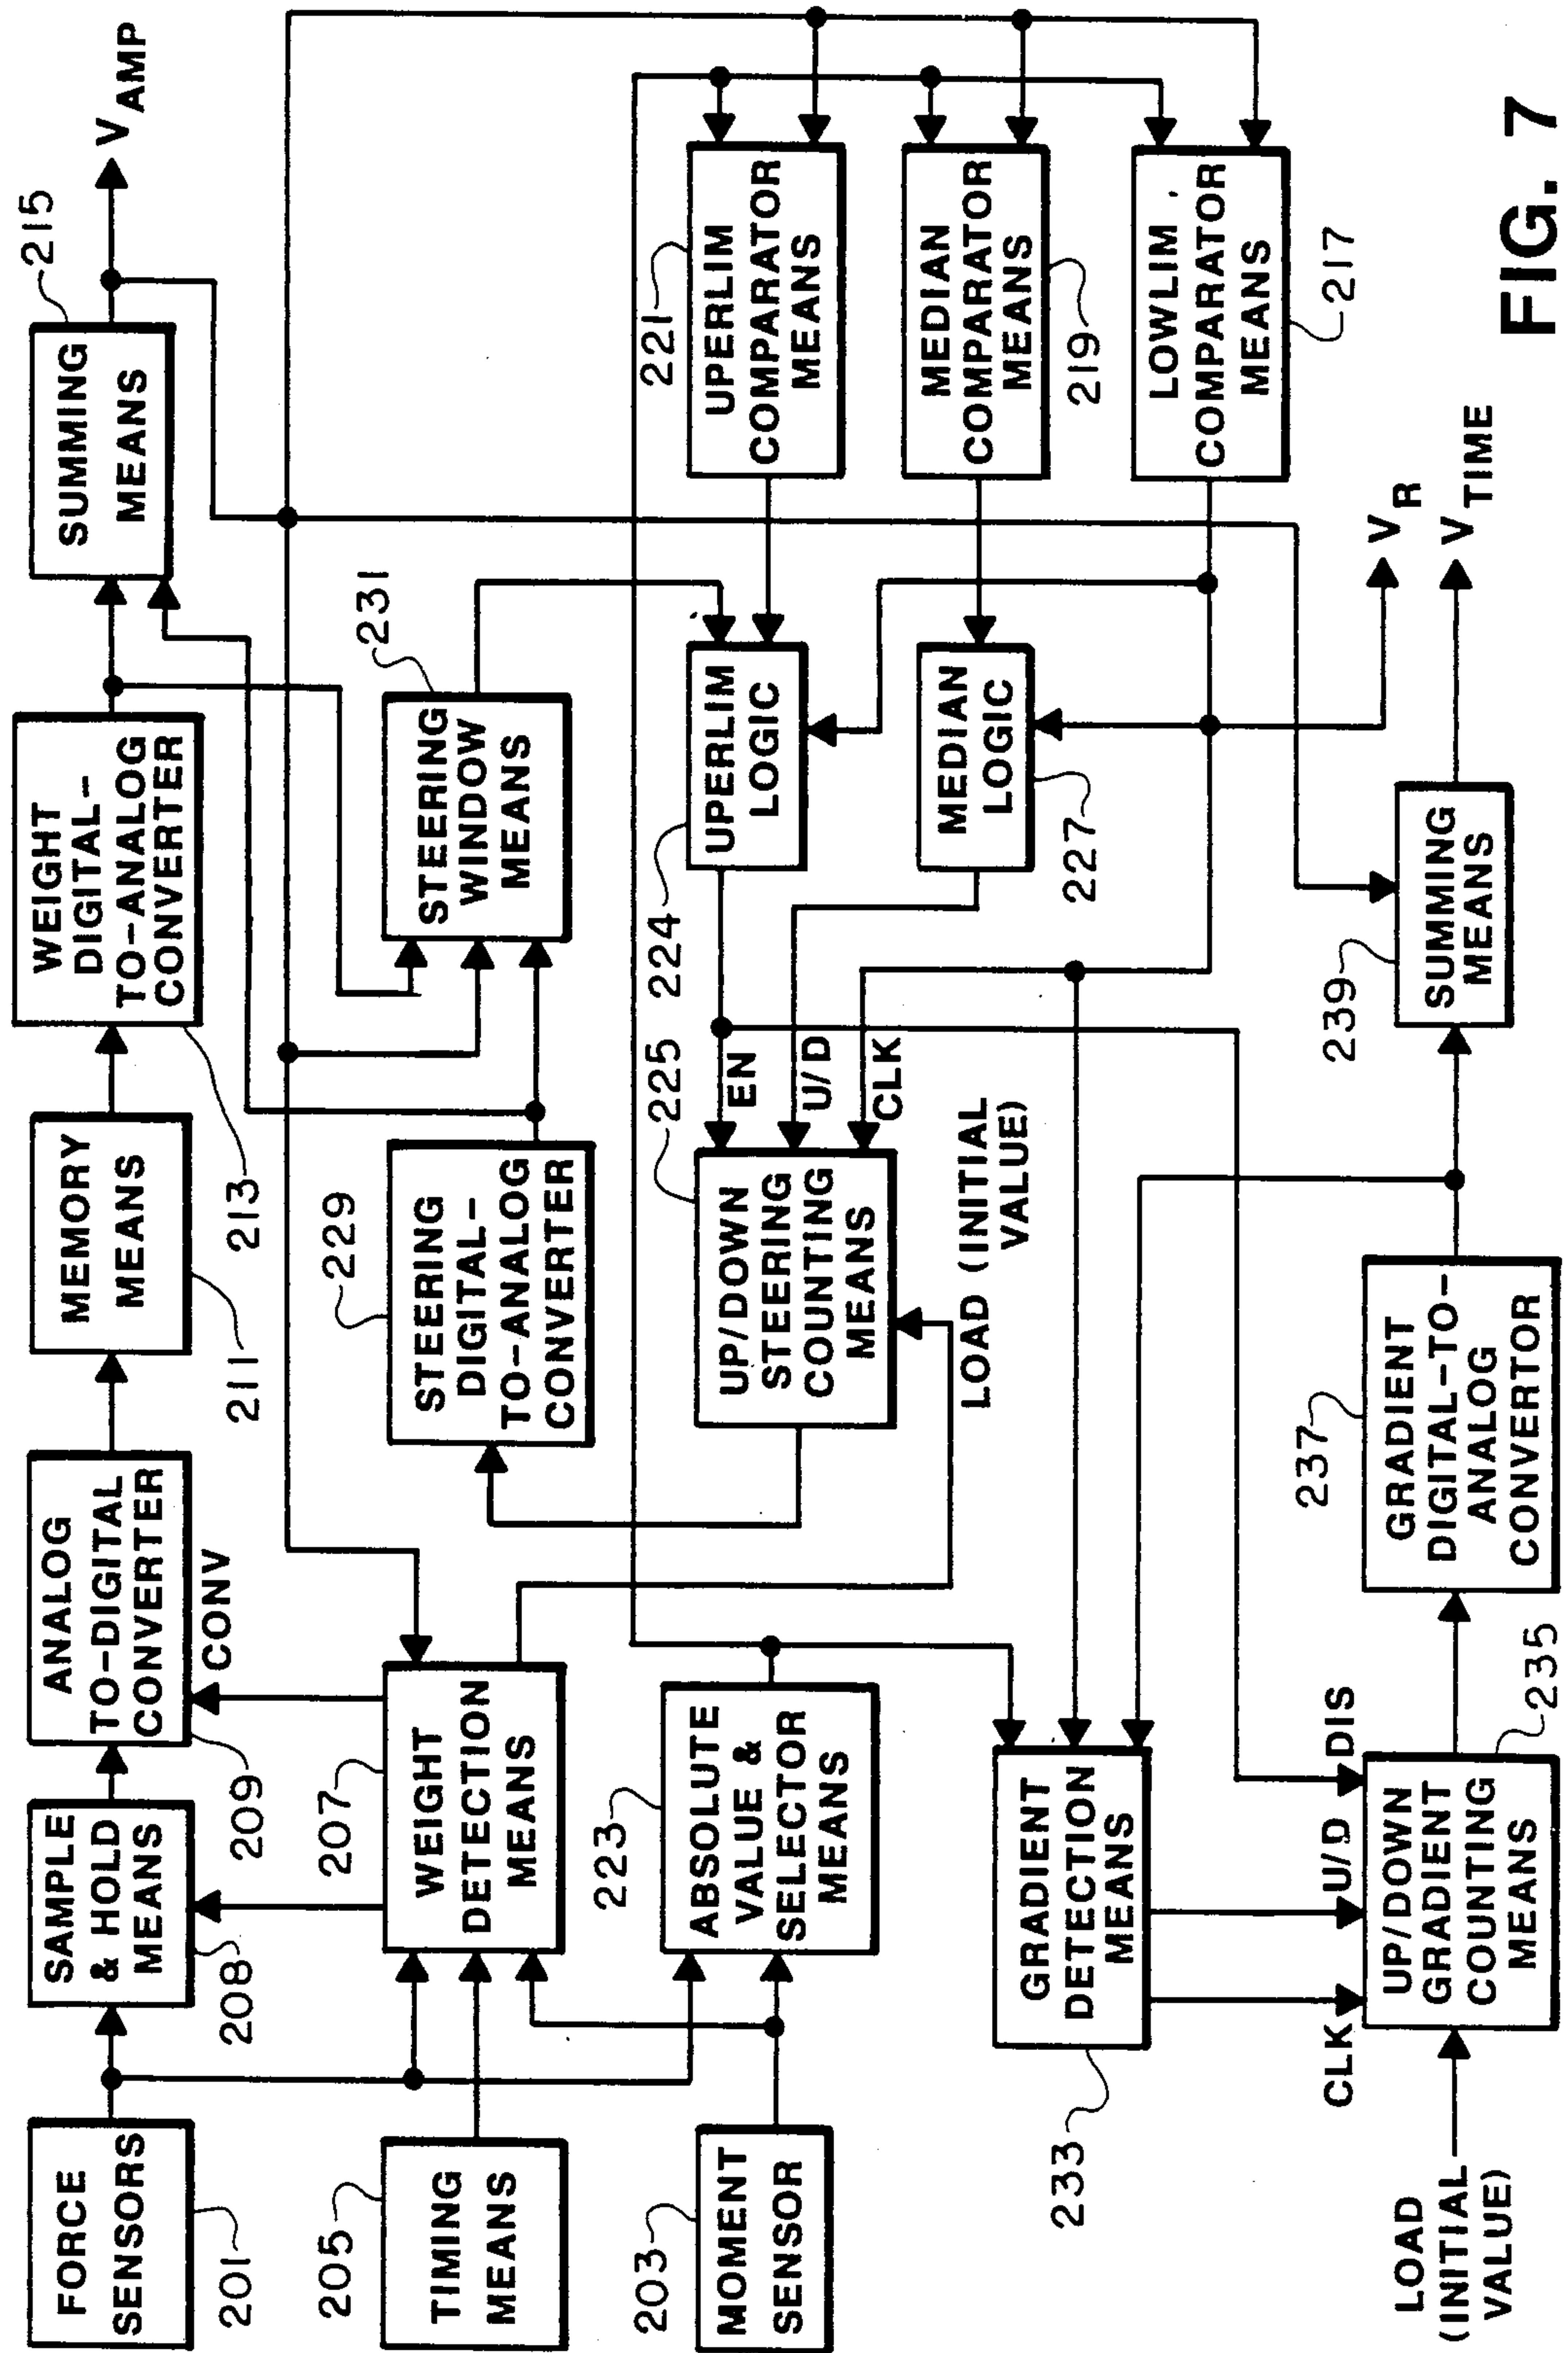 FORCE
SENSORS
201
SAMPLE
& HOLD
MEANS
208
ANALOG
TO-DIGITAL
CONVERTER
209
CONV
MEMORY
MEANS
211
WEIGHT
DIGITAL-
TO-ANALOG
CONVERTER
213
SUMMING
MEANS
215
V AMP
TIMING
MEANS
205
WEIGHT
DETECTION
MEANS
207
STEERING
DIGITAL-
TO-ANALOG
CONVERTER
229
STEERING
WINDOW
MEANS
231
MOMENT
SENSOR
203
ABSOLUTE
VALUE &
SELECTOR
MEANS
223
UP/DOWN
STEERING
COUNTING
MEANS
225
EN
U/D
CLK
LOAD (INITIAL
VALUE)
UPERLIM
LOGIC
224
MEDIAN
LOGIC
227
UPERLIM
COMPARATOR
MEANS
221
MEDIAN
COMPARATOR
MEANS
219
LOWLIM
COMPARATOR
MEANS
217
GRADIENT
DETECTION
MEANS
233
LOAD
(INITIAL
VALUE)
CLK
U/D
DIS
UP/DOWN
GRADIENT
COUNTING
MEANS
235
GRADIENT
DIGITAL-TO-
ANALOG
CONVERTOR
237
SUMMING
MEANS
239
V R
V TIME
FIG. 7